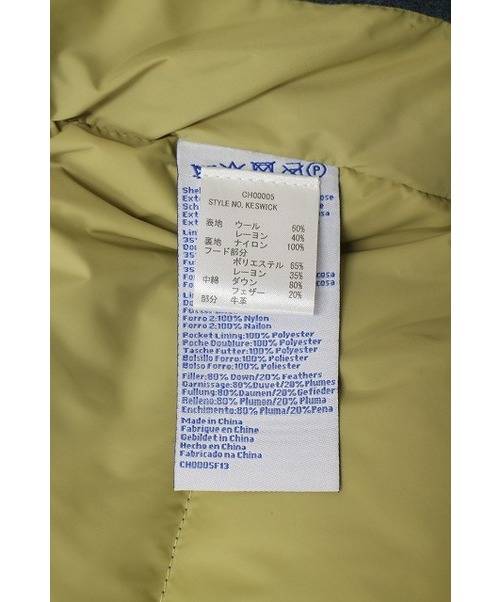 CH00005
STYLE NO. KESWICK
表地 ウール 60%
レーヨン 40%
裏地 ナイロン 100%
フード部分
ポリエステル 65%
レーヨン 35%
中綿 ダウン 80%
フェザー 20%
部分 牛革
Forro 2:100% Nylon
Forro 2:100% Nailon
Pocket Lining:100% Polyester
Poche Doublure:100% Polyester
Tasche Futter:100% Polyester
Bolsillo Forro:100% Poliester
Bolso Forro:100% Poliester
Filler:80% Down/20% Feathers
Garnissage:80%Duvet/20%Plumes
Fullung:80%Daunen/20%Gefieder
Relleno:80%Plumon/20%Pluma
Enchimento:80%Pluma/20%Pena
Made in China
Fabrique en Chine
Gebildet in China
Hecho en China
Fabricado em China
CH0005F13